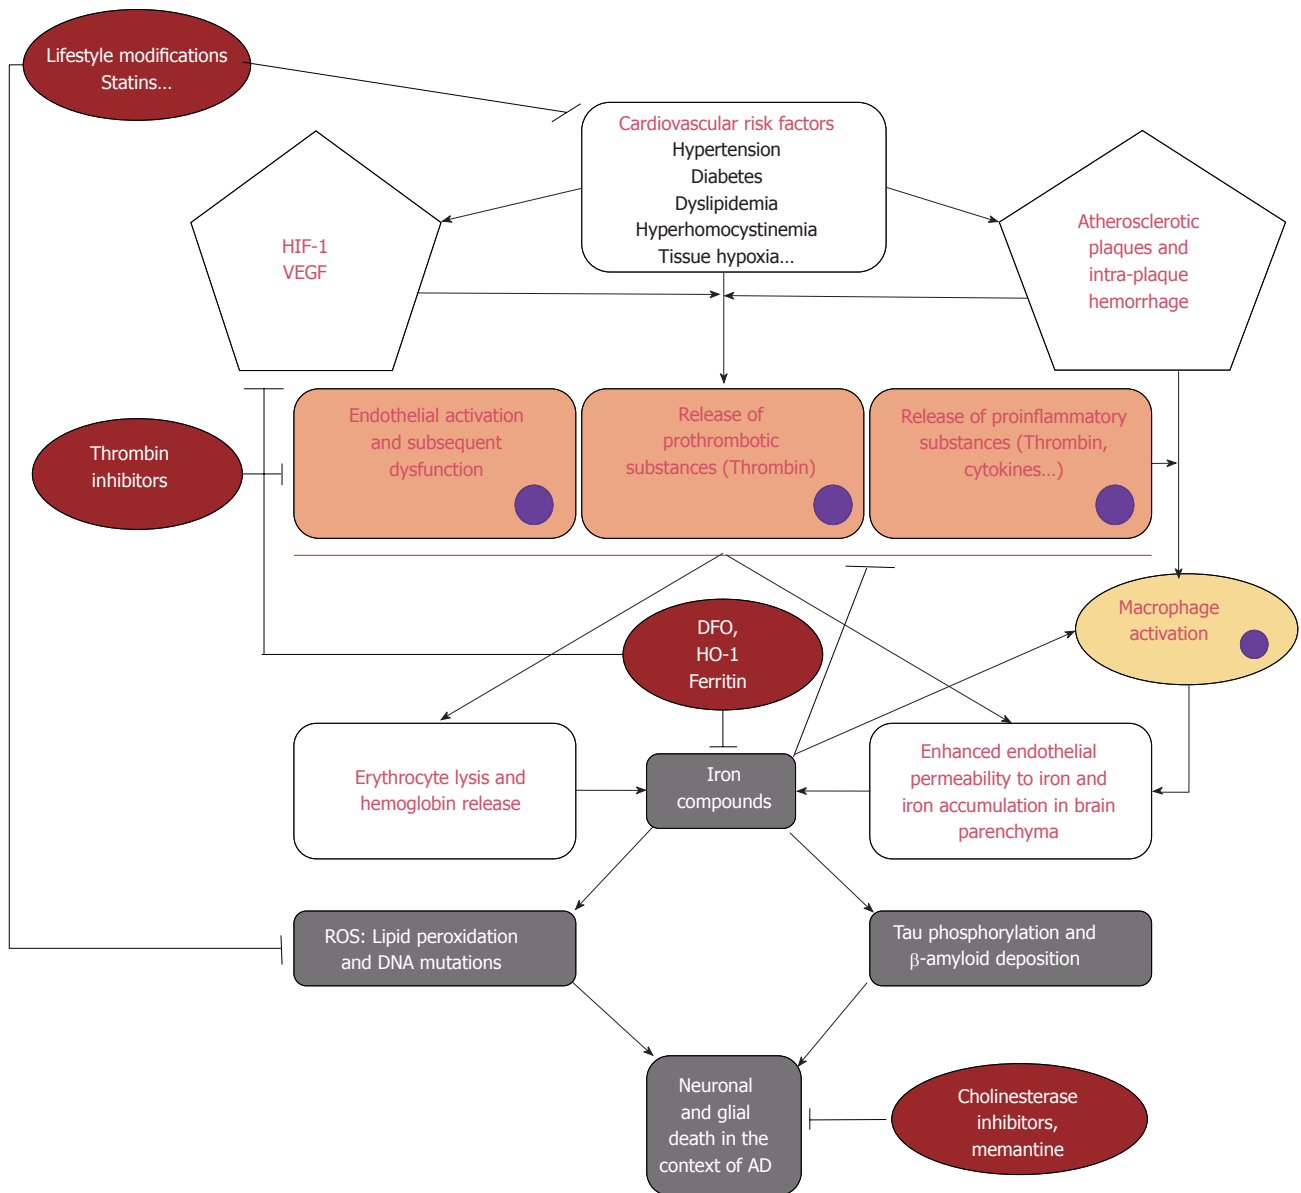 Lifestyle modifications
Statins...
Cardiovascular risk factors
Hypertension
Diabetes
Dyslipidemia
Hyperhomocystinemia
Tissue hypoxia...
HIF-1
VEGF
Atherosclerotic
plaques and
intra-plaque
hemorrhage
Endothelial activation
and subsequent
dysfunction
Release of
prothrombotic
substances (Thrombin)
Release of proinflammatory
substances (Thrombin,
cytokines...)
Thrombin
inhibitors
Macrophage
activation
DFO,
HO-1
Ferritin
Erythrocyte lysis and
hemoglobin release
Iron
compounds
Enhanced endothelial
permeability to iron and
iron accumulation in brain
parenchyma
ROS: Lipid peroxidation
and DNA mutations
Tau phosphorylation and
β-amyloid deposition
Neuronal
and glial
death in the
context of AD
Cholinesterase
inhibitors,
memantine